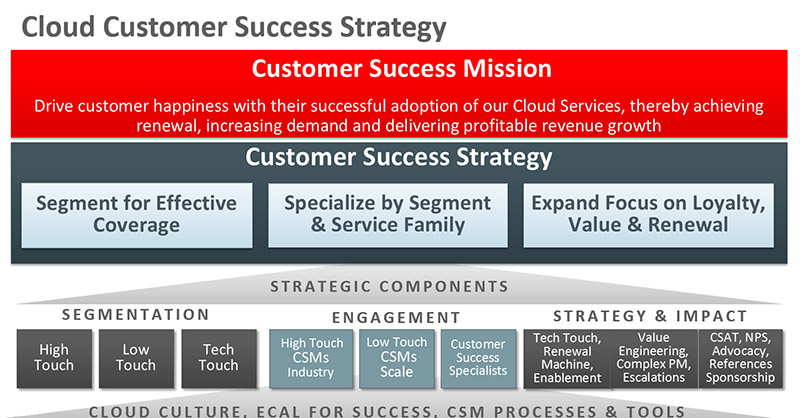 Cloud Customer Success Strategy
Customer Success Mission
Drive customer happiness with their successful adoption of our Cloud Services, thereby achieving
renewal, increasing demand and delivering profitable revenue growth
Customer Success Strategy
Segment for Effective
Coverage
Specialize by Segment
& Service Family
Expand Focus on Loyalty,
Value & Renewal
STRATEGIC COMPONENTS
SEGMENTATION
High
Touch
Low
Touch
Tech
Touch
ENGAGEMENT
High Touch
CSMs
Industry
Low Touch
CSMs
Scale
Customer
Success
Specialists
STRATEGY & IMPACT
Tech Touch,
Renewal
Machine,
Enablement
Value
Engineering,
Complex PM,
Escalations
CSAT, NPS,
Advocacy,
References
Sponsorship
CLOUD CULTURE, ECAL FOR SUCCESS, CSM PROCESSES & TOOLS